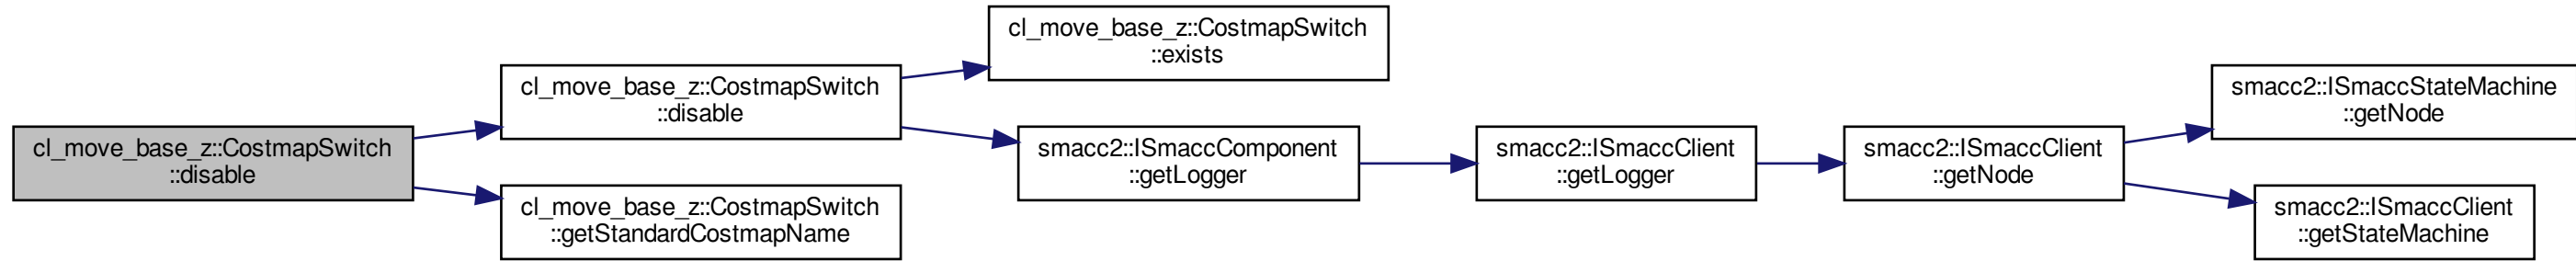 cl_move_base_z::CostmapSwitch
::disable
cl_move_base_z::CostmapSwitch
::disable
cl_move_base_z::CostmapSwitch
::getStandardCostmapName
cl_move_base_z::CostmapSwitch
::exists
smacc2::ISmaccComponent
::getLogger
smacc2::ISmaccClient
::getLogger
smacc2::ISmaccClient
::getNode
smacc2::ISmaccStateMachine
::getNode
smacc2::ISmaccClient
::getStateMachine